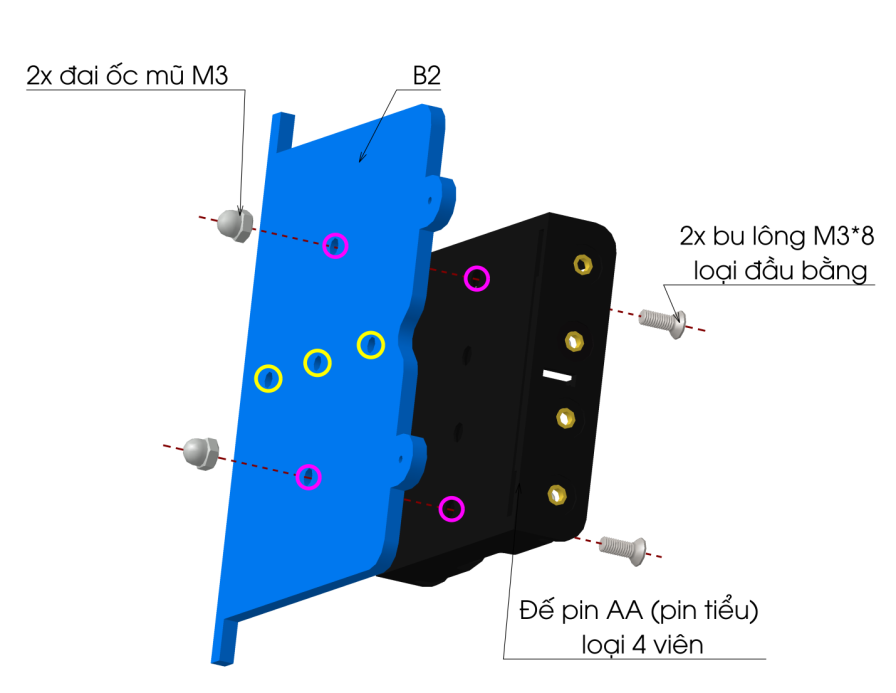 2x đai ốc mũ M3
B2
2x bu lông M3*8
loại đầu bằng
Đế pin AA (pin tiểu)
loại 4 viên